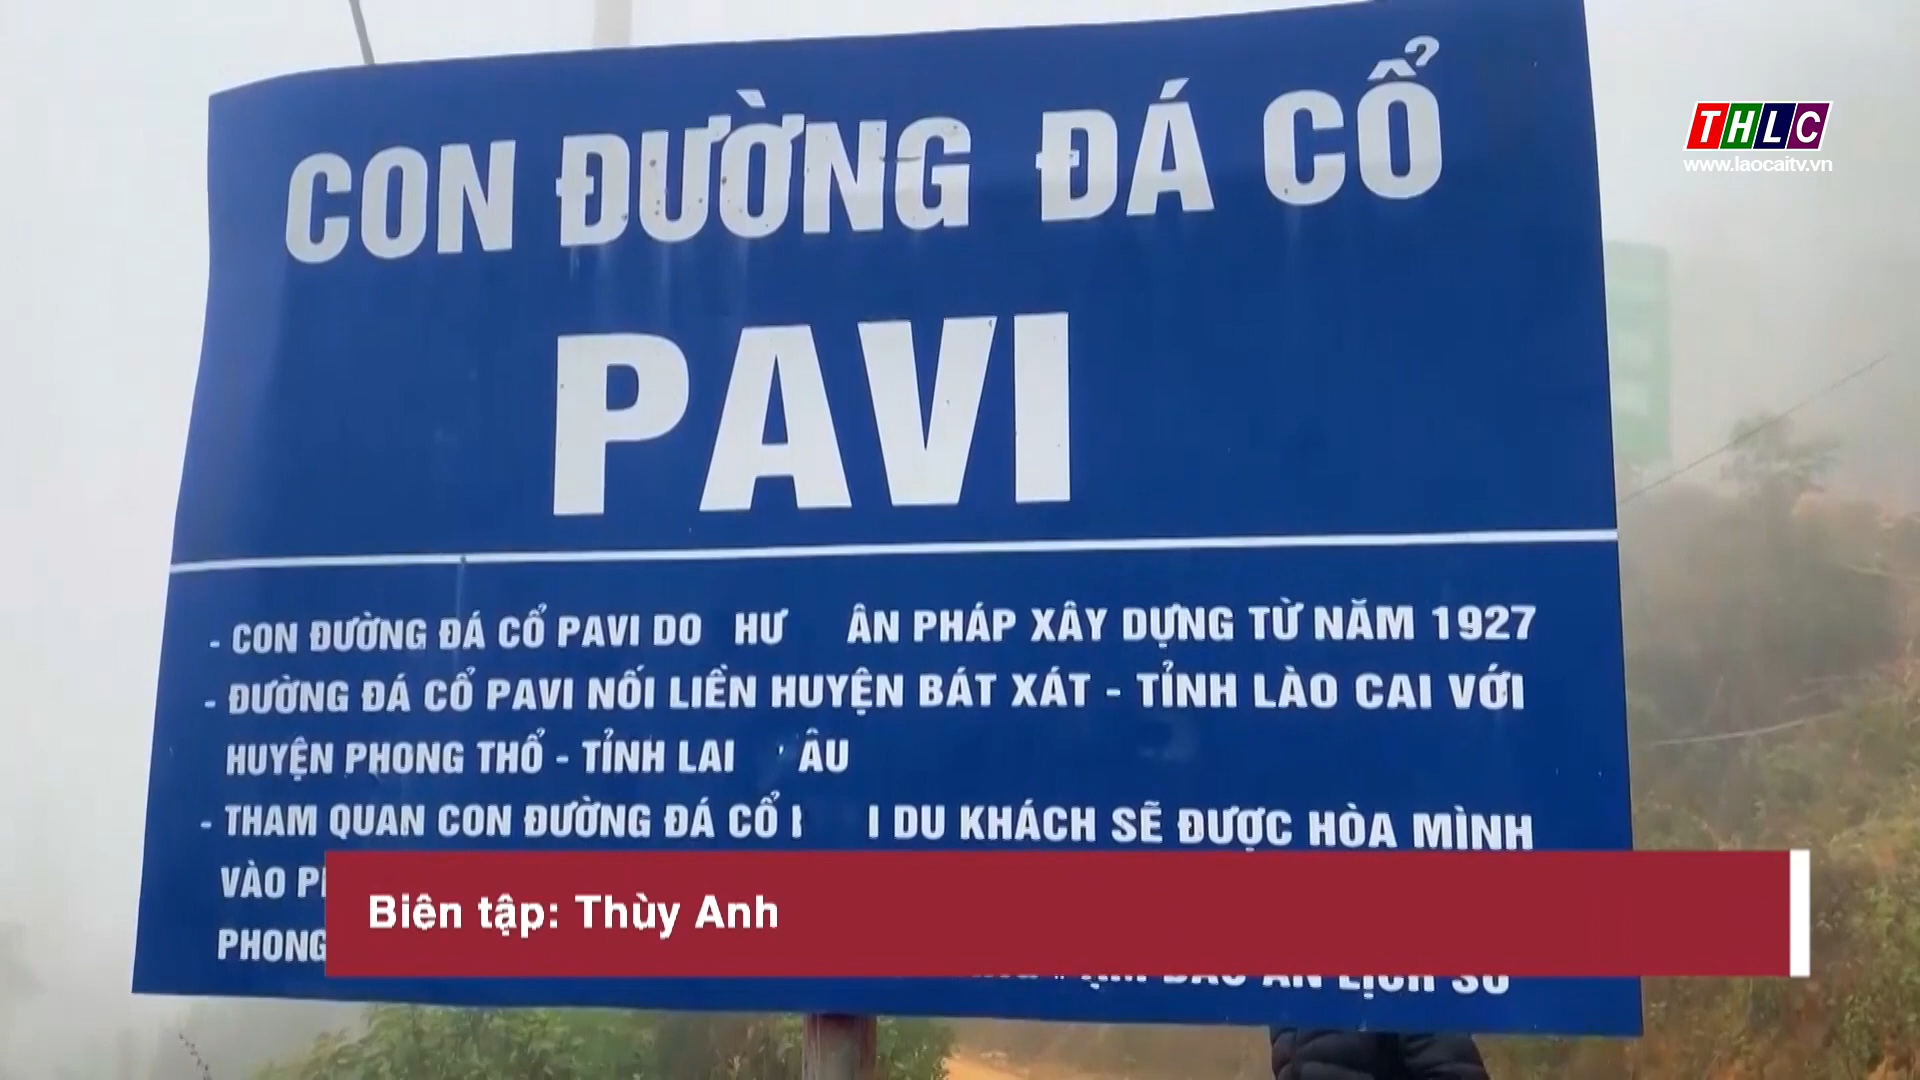 CON ĐƯỜNG ĐÁ CỔ
THLC
www.laocaitv.vn
PAVI
- CON ĐƯỜNG ĐÁ CỔ PAVI DO HƯ ÂN PHÁP XÂY DỰNG TỪ NĂM 1927
- ĐƯỜNG ĐÁ CỔ PAVI NỐI LIỀN HUYỆN BÁT XÁT - TỈNH LÀO CAI VỚI
HUYỆN PHONG THỔ - TỈNH LAI ÂU
- THAM QUAN CON ĐƯỜNG ĐÁ CỔ I DU KHÁCH SẼ ĐƯỢC HÒA MÌNH
VÀO
PHONG
Biên tập: Thùy Anh